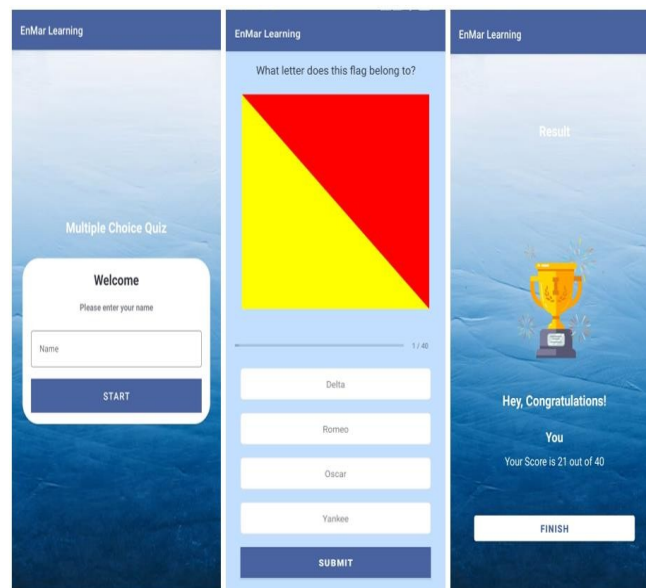 EnMar Learning
Multiple Choice Quiz
Welcome
Please enter your name
Name
START
EnMar Learning
What letter does this flag belong to?
1 / 40
Delta
Romeo
Oscar
Yankee
SUBMIT
EnMar Learning
Result
Hey, Congratulations!
You
Your Score is 21 out of 40
FINISH